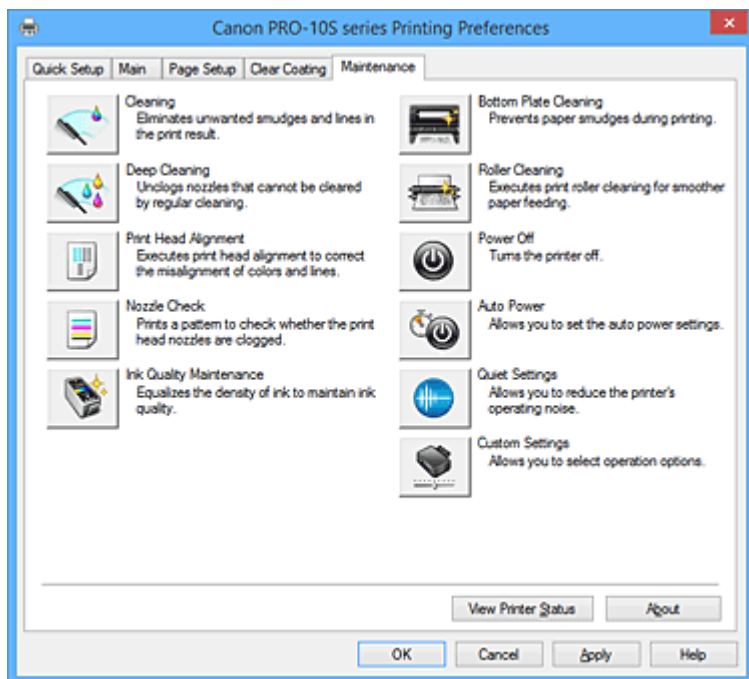 Canon PRO-10S series Printing Preferences
Quick Setup Main Page Setup Clear Coating Maintenance
Cleaning
Eliminates unwanted smudges and lines in
the print result.
Deep Cleaning
Unclogs nozzles that cannot be cleared
by regular cleaning.
Print Head Alignment
Executes print head alignment to correct
the misalignment of colors and lines.
Nozzle Check
Prints a pattern to check whether the print
head nozzles are clogged.
Ink Quality Maintenance
Equalizes the density of ink to maintain ink
quality.
Bottom Plate Cleaning
Prevents paper smudges during printing.
Roller Cleaning
Executes print roller cleaning for smoother
paper feeding.
Power Off
Turns the printer off.
Auto Power
Allows you to set the auto power settings.
Quiet Settings
Allows you to reduce the printer's
operating noise.
Custom Settings
Allows you to select operation options.
View Printer Status About
OK Cancel Apply Help